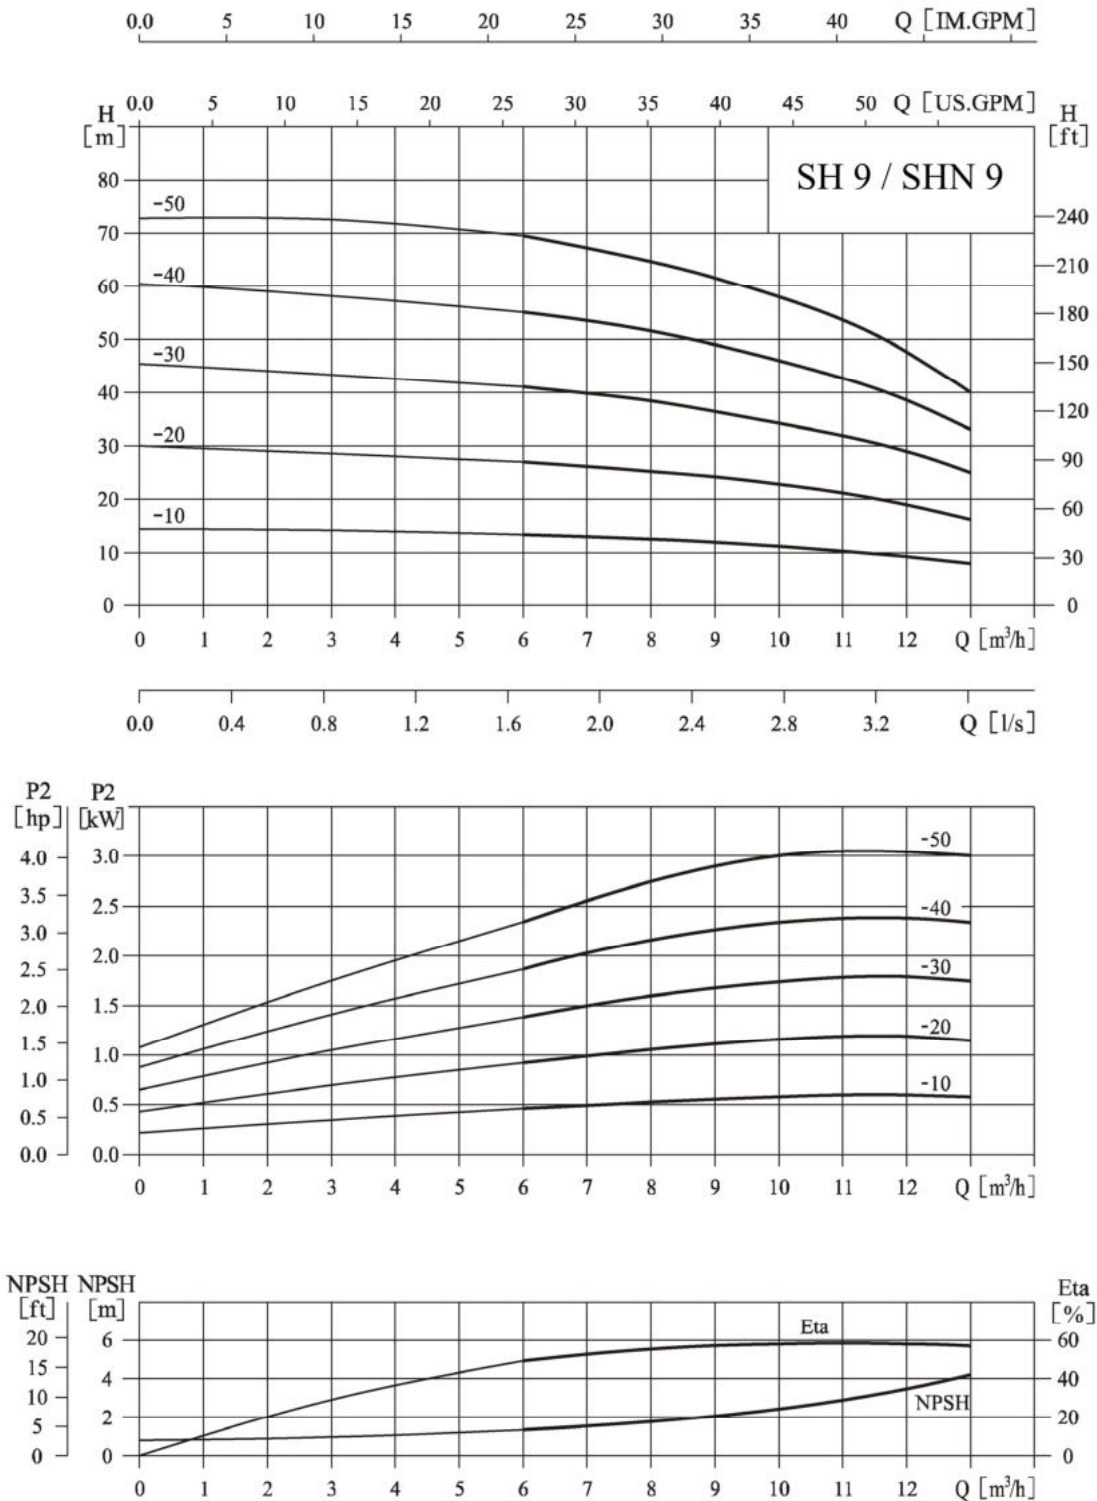 0.0 5 10 15 20 25 30 35 40 Q [IM.GPM]
0.0 5 10 15 20 25 30 35 40 45 50 Q [US.GPM]
H
[m]
H
[ft]
SH 9 / SHN 9
80
70
60
50
40
30
20
10
0
-50
-40
-30
-20
-10
240
210
180
150
120
90
60
30
0
0 1 2 3 4 5 6 7 8 9 10 11 12 Q [m³/h]
0.0 0.4 0.8 1.2 1.6 2.0 2.4 2.8 3.2 Q [l/s]
P2
[hp]
P2
[kW]
4.0
3.5
3.0
2.5
2.0
1.5
1.0
0.5
0.0
3.0
2.5
2.0
1.5
1.0
0.5
0.0
-50
-40
-30
-20
-10
0 1 2 3 4 5 6 7 8 9 10 11 12 Q [m³/h]
NPSH
[ft]
NPSH
[m]
Eta
[%]
20
15
10
5
0
6
4
2
0
Eta
NPSH
60
40
20
0
0 1 2 3 4 5 6 7 8 9 10 11 12 Q [m³/h]